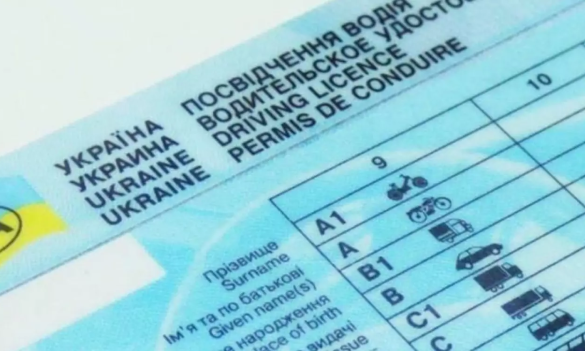 УКРАЇНА
УКРАИНА
UKRAINE
UKRAINE
ПОСВІДЧЕННЯ ВОДІЯ
ВОДИТЕЛЬСКОЕ
DRIVING LICENCE
PERMIS DE CONDUIRE
9
10
A1
A
B1
B
C1
C
Прізвище
Surname
Ім'я та по батькові
Given name(s)
народження
of birth
видачі